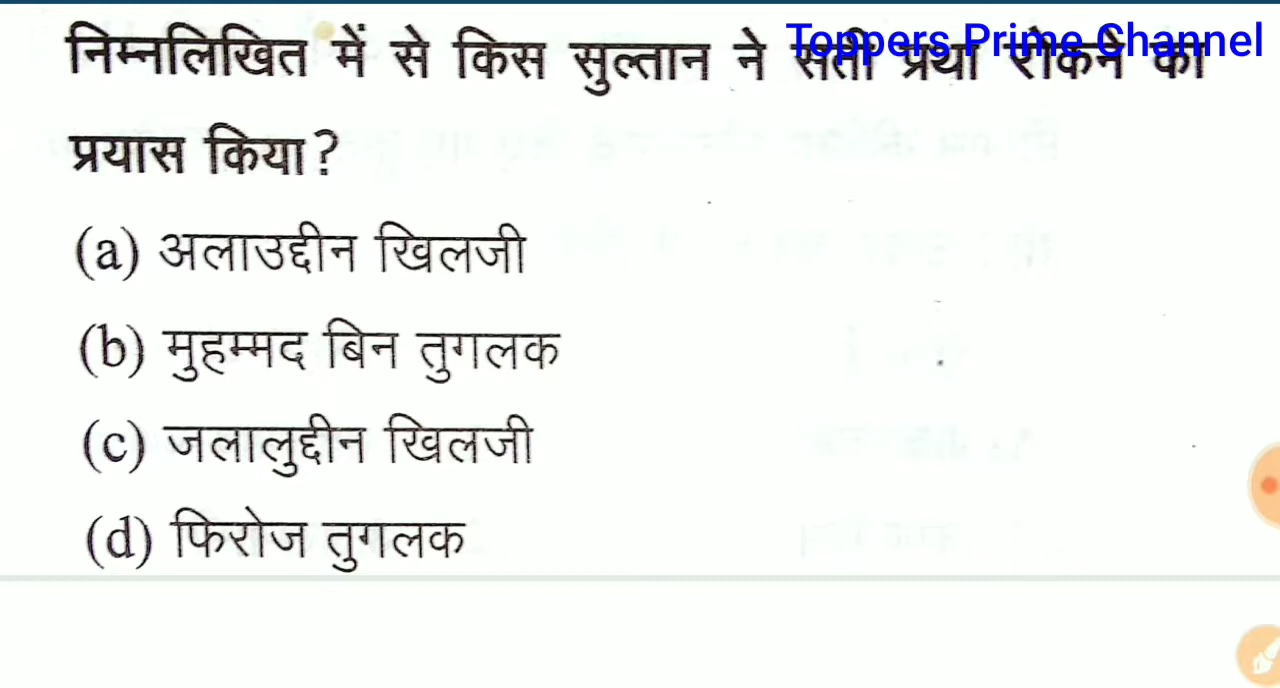 निम्नलिखित में से किस सुल्तान ने सती प्रथा रोकने का
Toppers Prime Channel
प्रयास किया?
(a) अलाउद्दीन खिलजी
(b) मुहम्मद बिन तुगलक
(c) जलालुद्दीन खिलजी
(d) फिरोज तुगलक